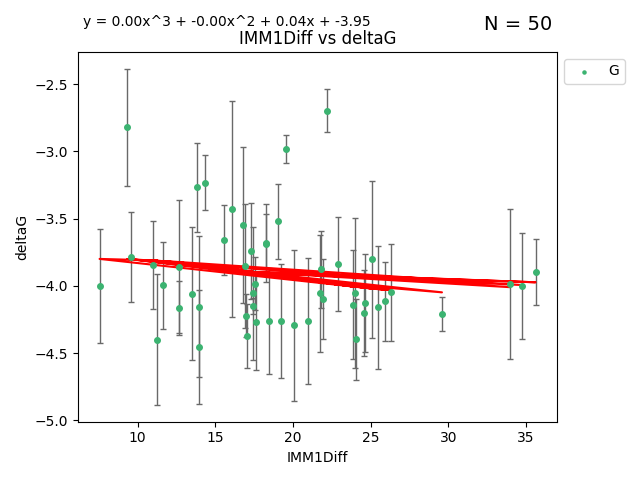 y = 0.00x^3 + -0.00x^2 + 0.04x + -3.95
N = 50
IMM1Diff vs deltaG
G
−2.5
−3.0
−3.5
−4.0
−4.5
−5.0
deltaG
10 15 20 25 30 35
IMM1Diff